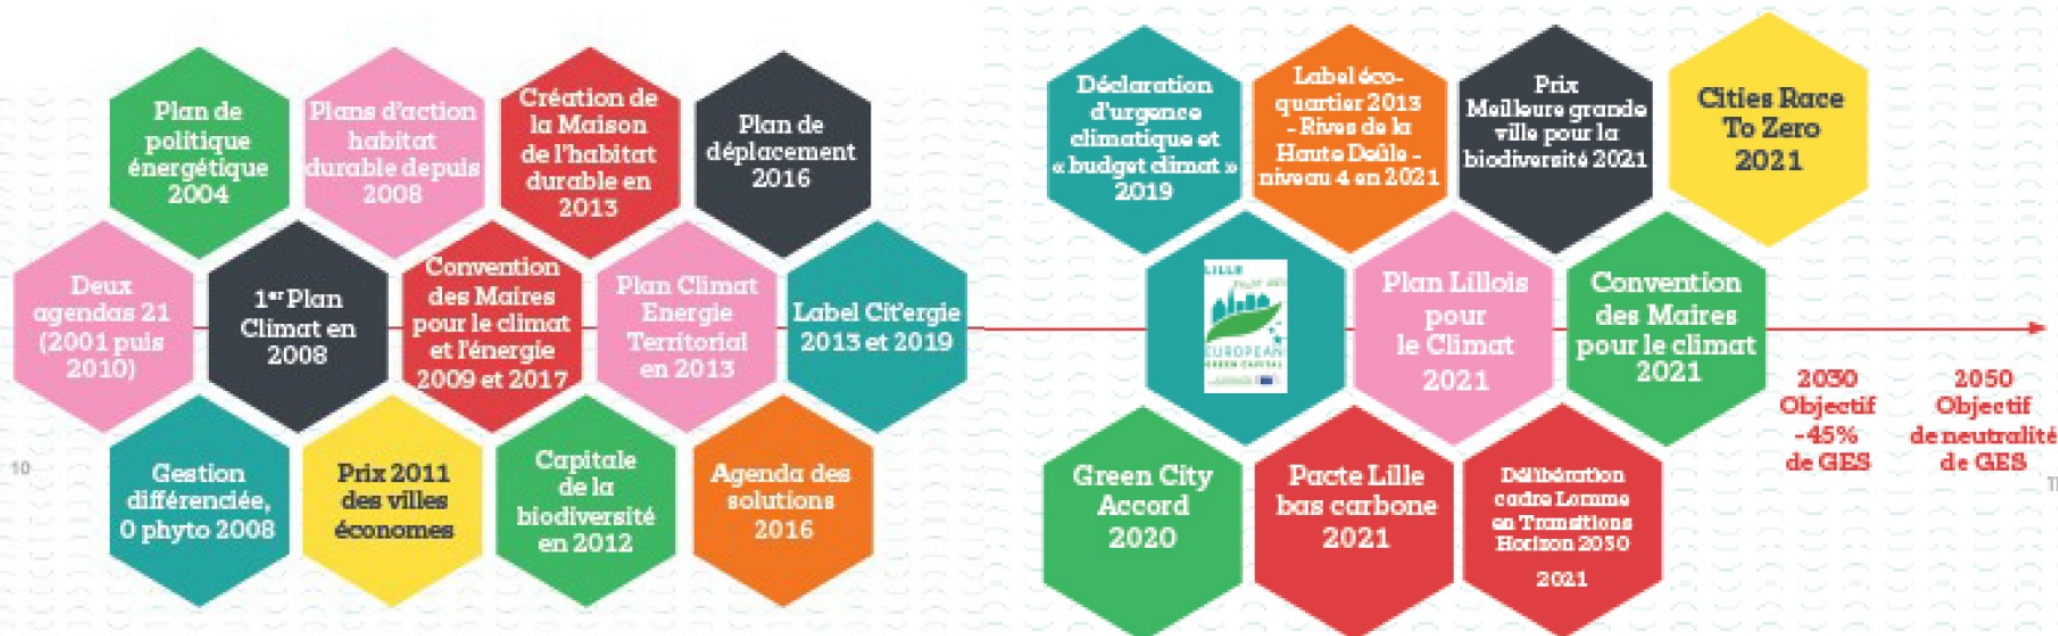 Plan de
politique
énergétique
2004
Plans d'action
habitat
durable depuis
2008
Création de
la Maison
de l'habitat
durable en
2013
Plan de
déplacement
2016
Deux
agendas 21
(2001 puis
2010)
1er Plan
Climat en
2008
Convention
des Maires
pour le climat
et l'énergie
2009 et 2017
Plan Climat
Energie
Territorial
en 2013
Label Cit'ergie
2013 et 2019
Gestion
différenciée,
0 phyto 2008
Prix 2011
des villes
économes
Capitale
de la
biodiversité
en 2012
Agenda des
solutions
2016
10
Déclaration
d'urgence
climatique et
« budget climat »
2019
Label éco-
quartier 2013
- Rives de la
Haute Deûle -
niveau 4 en 2021
Prix
Meilleure grande
ville pour la
biodiversité 2021
Cities Race
To Zero
2021
LILLE
EUROPEAN
GREEN CAPITAL
Plan Lillois
pour
le Climat
2021
Convention
des Maires
pour le climat
2021
Green City
Accord
2020
Pacte Lille
bas carbone
2021
Délibération
cadre Lomme
en Transitions
Horizon 2030
2021
2030
Objectif
-45%
de GES
2050
Objectif
de neutralité
de GES
11